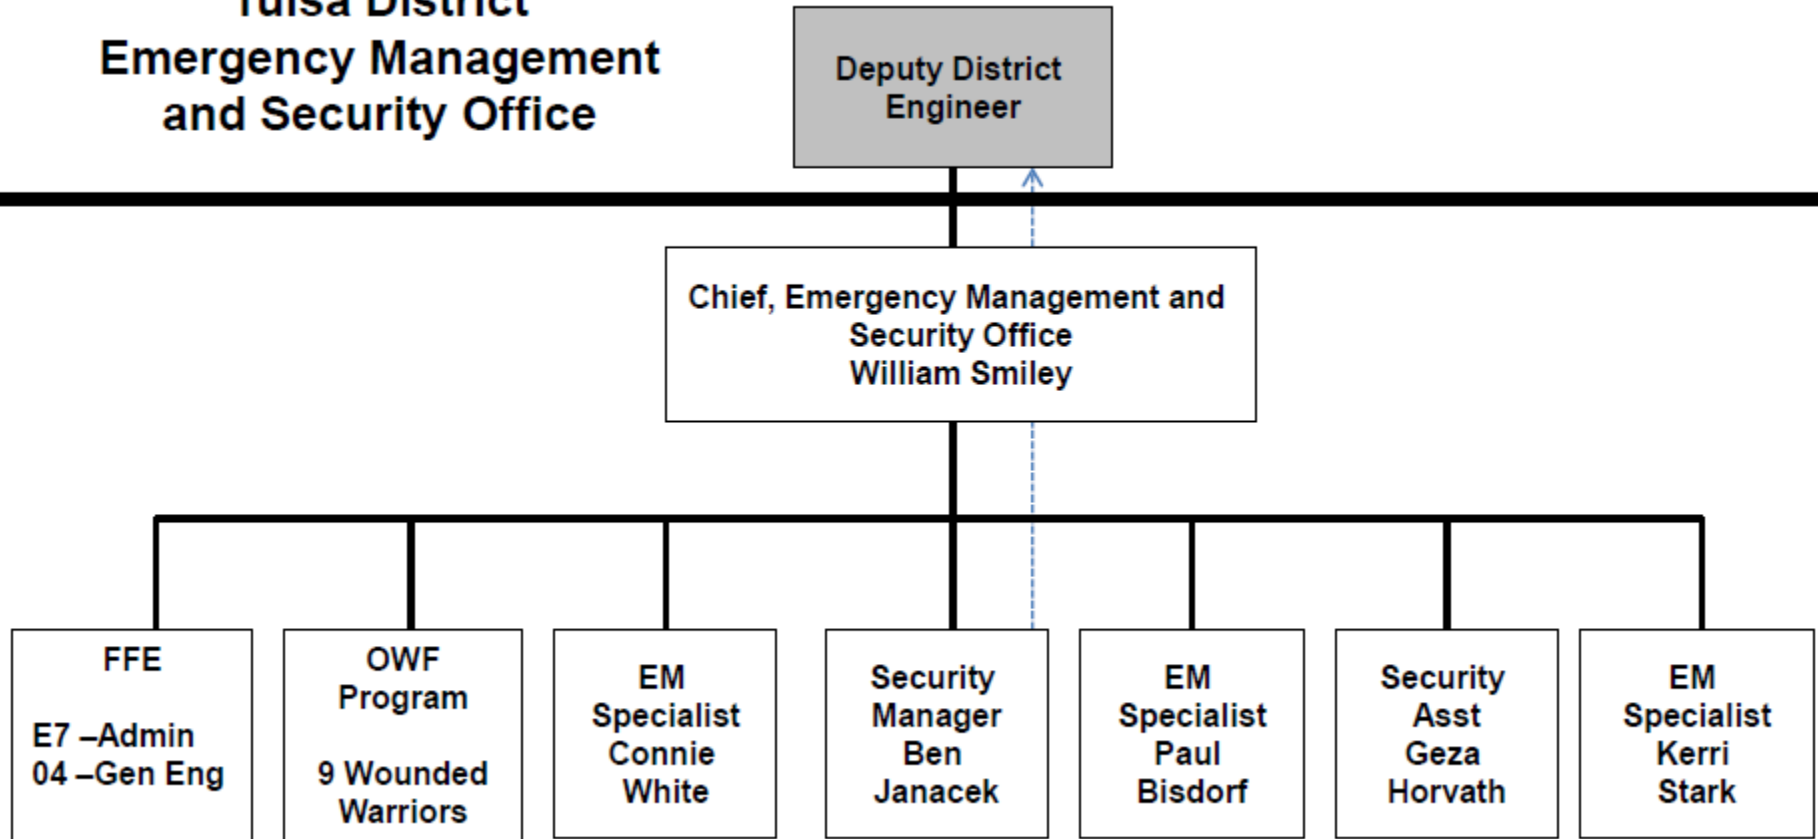 Tulsa District
Emergency Management
and Security Office
Deputy District
Engineer
Chief, Emergency Management and
Security Office
William Smiley
FFE
E7 –Admin
04 –Gen Eng
OWF
Program
9 Wounded
Warriors
EM
Specialist
Connie
White
Security
Manager
Ben
Janacek
EM
Specialist
Paul
Bisdorf
Security
Asst
Geza
Horvath
EM
Specialist
Kerri
Stark